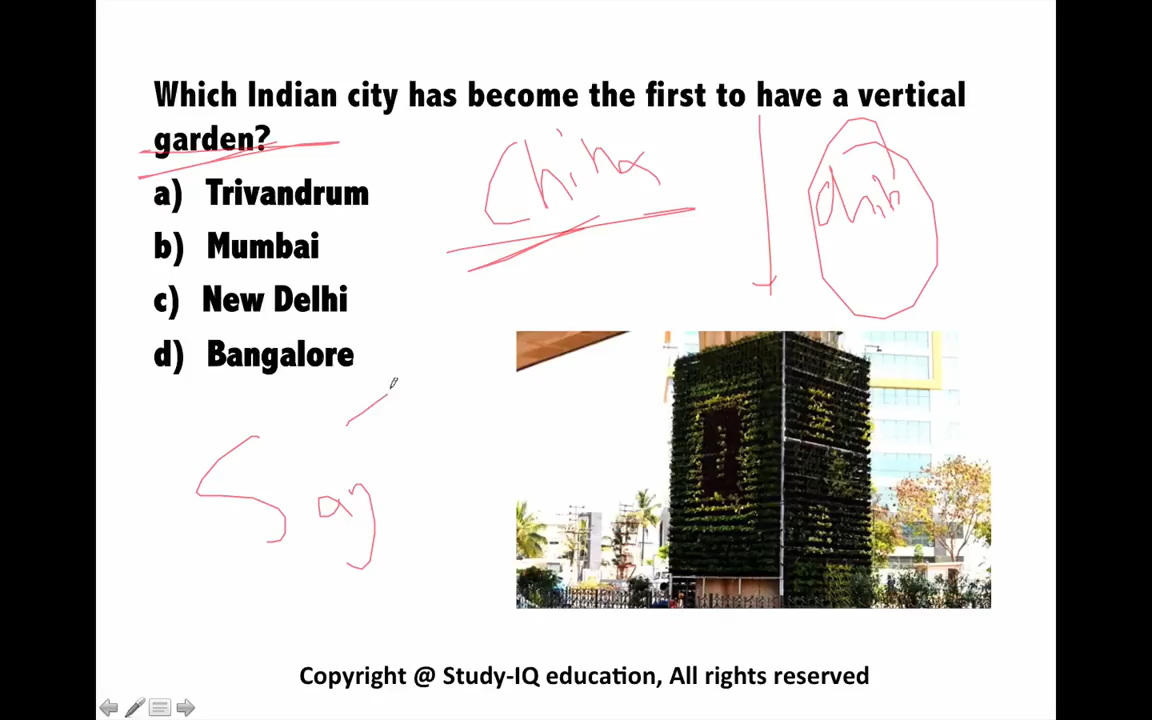 Which Indian city has become the first to have a vertical
garden?
China
a) Trivandrum
b) Mumbai
c) New Delhi
d) Bangalore
Copyright @ Study-IQ education, All rights reserved